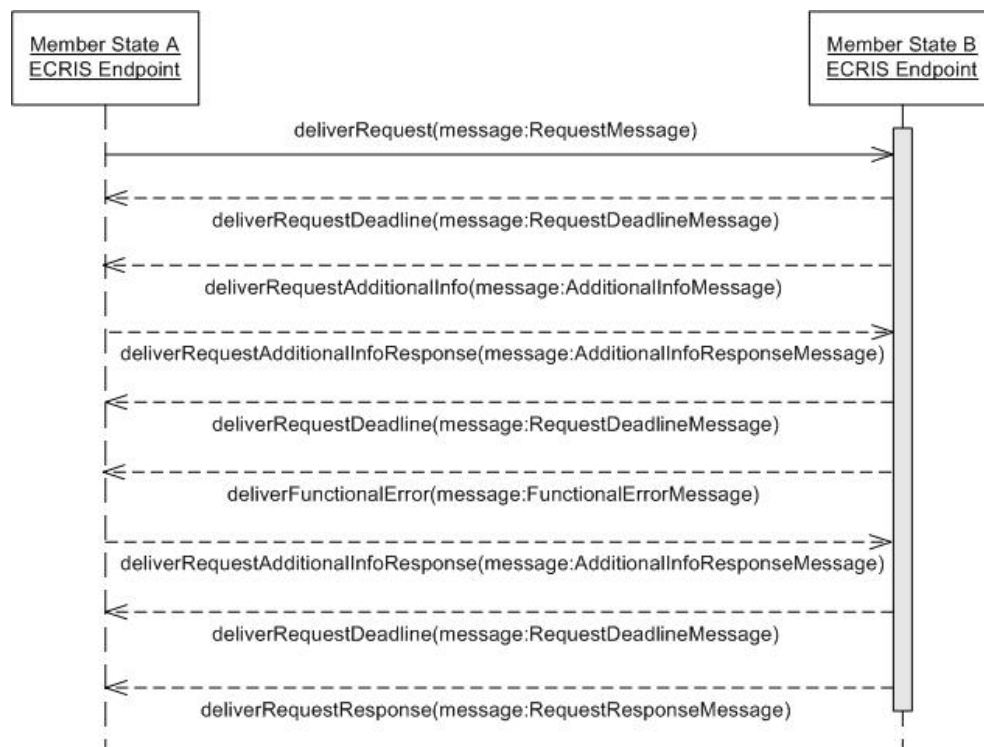 Member State A
ECRIS Endpoint
Member State B
ECRIS Endpoint
deliverRequest(message:RequestMessage)
deliverRequestDeadline(message:RequestDeadlineMessage)
deliverRequestAdditionalInfo(message:AdditionalInfoMessage)
deliverRequestAdditionalInfoResponse(message:AdditionalInfoResponseMessage)
deliverRequestDeadline(message:RequestDeadlineMessage)
deliverFunctionalError(message:FunctionalErrorMessage)
deliverRequestAdditionalInfoResponse(message:AdditionalInfoResponseMessage)
deliverRequestDeadline(message:RequestDeadlineMessage)
deliverRequestResponse(message:RequestResponseMessage)